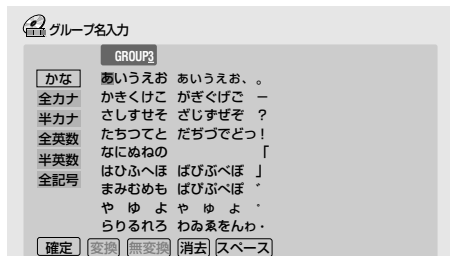 グループ名入力
GROUP3
かな あいうえお ぁぃぅぇぉ、。
全カナ かきくけこ がぎぐげご ー
半カナ さしすせそ ざじずぜぞ ?
全英数 たちつてと だぢづでどっ!
半英数 なにぬねの 「
全記号 はひふへほ ばびぶべぼ 」
まみむめも ぱぴぷぺぽ ゛
や ゆ よ ゃ ゅ ょ ゜
らりるれろ わゐゑをんゎ・
確定 変換 無変換 消去 スペース